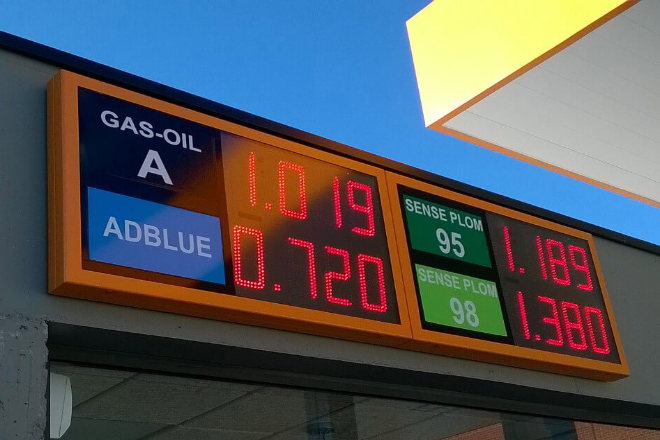 GAS-OIL
A
1.019
ADBLUE
0.720
SENSE PLOM
95
1.189
SENSE PLOM
98
1.380